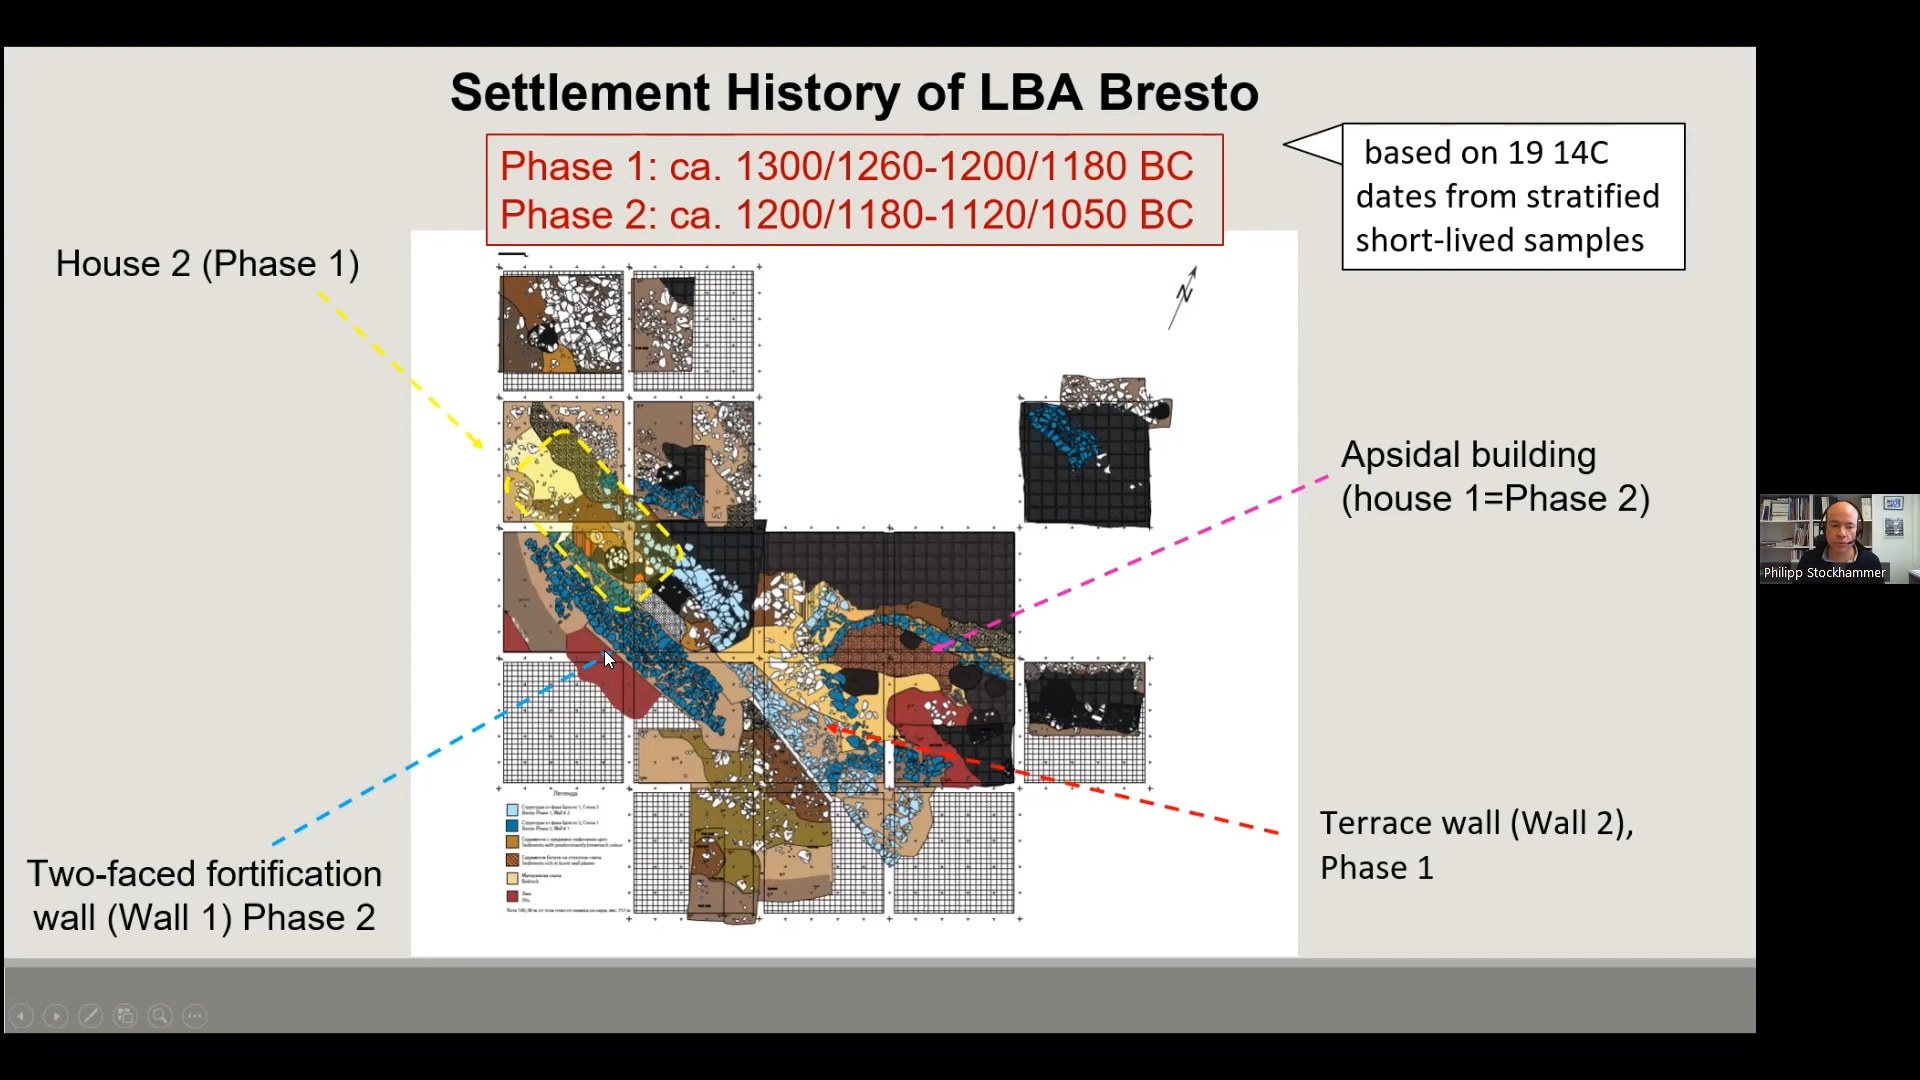 Settlement History of LBA Bresto
Phase 1: ca. 1300/1260-1200/1180 BC
Phase 2: ca. 1200/1180-1120/1050 BC
based on 19 14C
dates from stratified
short-lived samples
House 2 (Phase 1)
N
Apsidal building
(house 1=Phase 2)
Two-faced fortification
wall (Wall 1) Phase 2
Terrace wall (Wall 2),
Phase 1
Легенда
Bedrock
Pits
Philipp Stockhammer